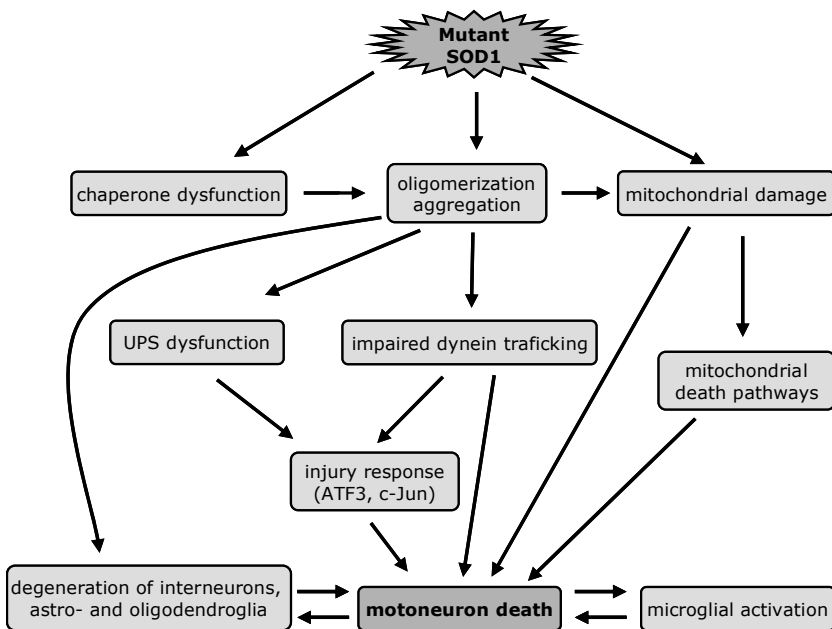 Mutant
SOD1
chaperone dysfunction
oligomerization
aggregation
mitochondrial damage
UPS dysfunction
impaired dynein traficking
mitochondrial
death pathways
injury response
(ATF3, c-Jun)
degeneration of interneurons,
astro- and oligodendroglia
motoneuron death
microglial activation